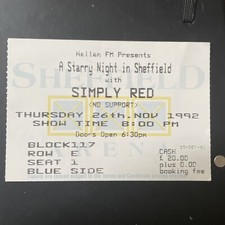 Hallam FM Presents
A Starry Night in Sheffield
with
SIMPLY RED
(NO SUPPORT)
THURSDAY 26th.NOV 1992
SHOW TIME: 8:00 PM
Doors Open 6:30pm
SHEFFIELD
ARENA
BLOCK117
ROW E
SEAT 1
BLUE SIDE
CASH
£ 20.00
plus 0.00
booking fee